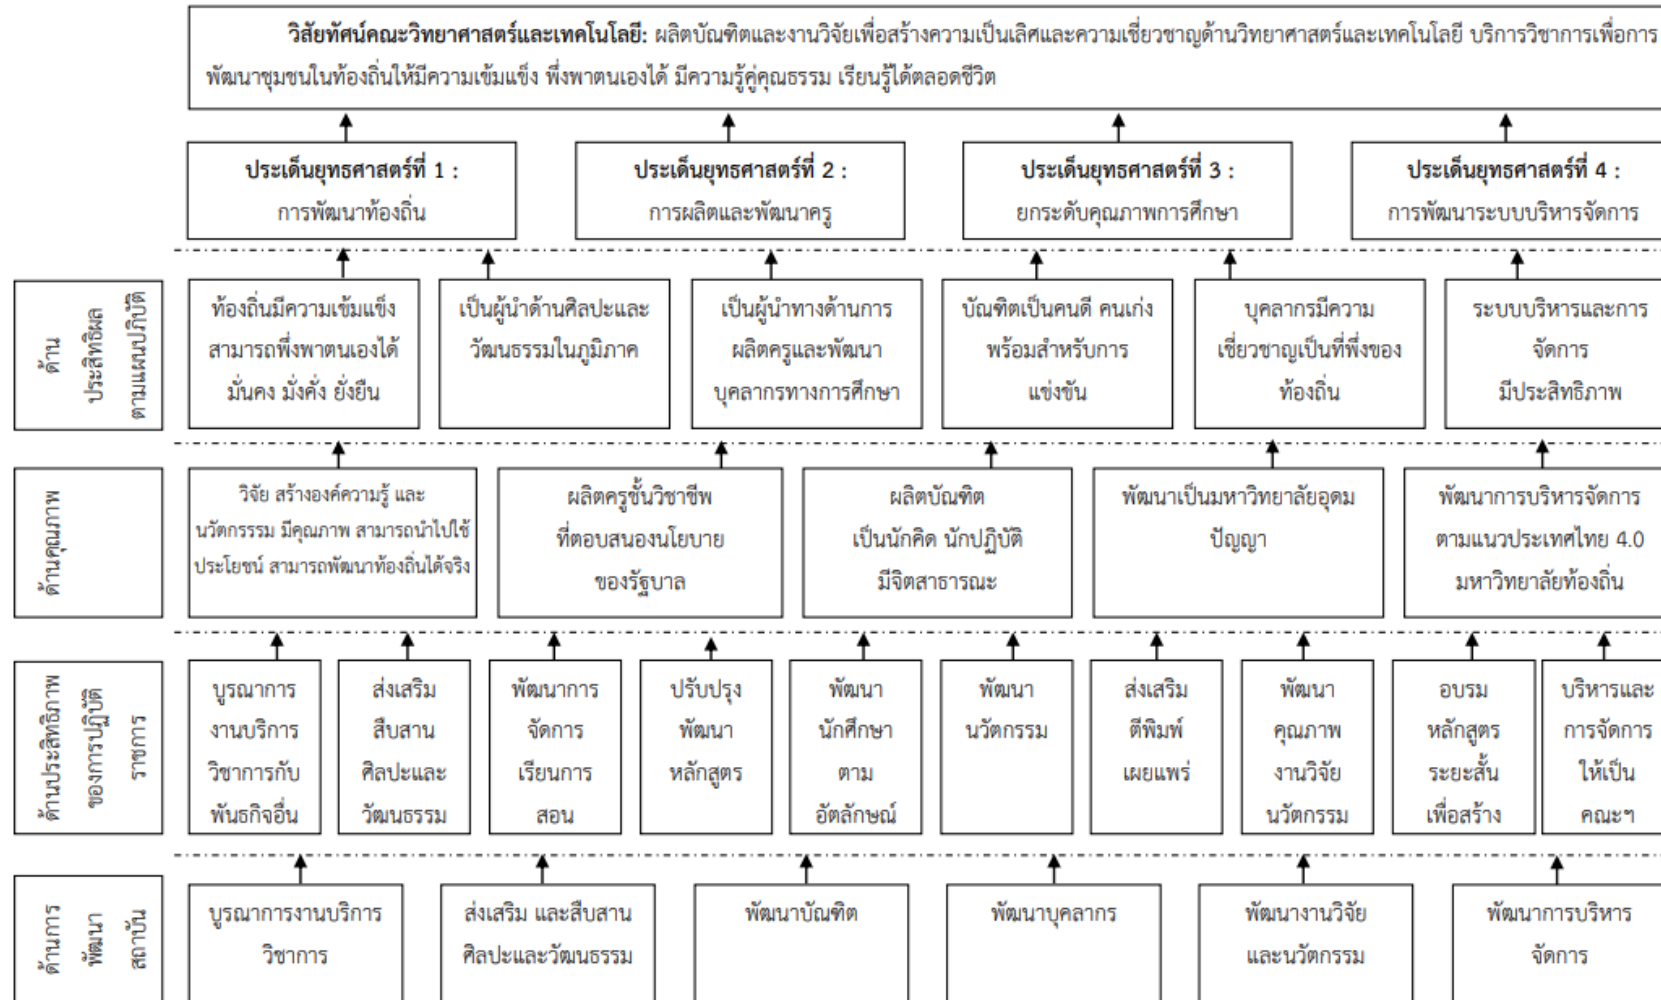 วิสัยทัศน์คณะวิทยาศาสตร์และเทคโนโลยี: ผลิตบัณฑิตและงานวิจัยเพื่อสร้างความเป็นเลิศและความเชี่ยวชาญด้านวิทยาศาสตร์และเทคโนโลยี บริการวิชาการเพื่อการ
พัฒนาชุมชนในท้องถิ่นให้มีความเข้มแข็ง พึ่งพาตนเองได้ มีความรู้คู่คุณธรรม เรียนรู้ได้ตลอดชีวิต
ประเด็นยุทธศาสตร์ที่ 1 :
การพัฒนาท้องถิ่น
ประเด็นยุทธศาสตร์ที่ 2 :
การผลิตและพัฒนาครู
ประเด็นยุทธศาสตร์ที่ 3 :
ยกระดับคุณภาพการศึกษา
ประเด็นยุทธศาสตร์ที่ 4 :
การพัฒนาระบบบริหารจัดการ
ด้าน
ประสิทธิผล
ตามแผนปฏิบัติ
ท้องถิ่นมีความเข้มแข็ง
สามารถพึ่งพาตนเองได้
มั่นคง มั่งคั่ง ยั่งยืน
เป็นผู้นำด้านศิลปะและ
วัฒนธรรมในภูมิภาค
เป็นผู้นำทางด้านการ
ผลิตครูและพัฒนา
บุคลากรทางการศึกษา
บัณฑิตเป็นคนดี คนเก่ง
พร้อมสำหรับการ
แข่งขัน
บุคลากรมีความ
เชี่ยวชาญเป็นที่พึ่งของ
ท้องถิ่น
ระบบบริหารและการ
จัดการ
มีประสิทธิภาพ
ด้านคุณภาพ
วิจัย สร้างองค์ความรู้ และ
นวัตกรรรม มีคุณภาพ สามารถนำไปใช้
ประโยชน์ สามารถพัฒนาท้องถิ่นได้จริง
ผลิตครูชั้นวิชาชีพ
ที่ตอบสนองนโยบาย
ของรัฐบาล
ผลิตบัณฑิต
เป็นนักคิด นักปฏิบัติ
มีจิตสาธารณะ
พัฒนาเป็นมหาวิทยาลัยอุดม
ปัญญา
พัฒนาการบริหารจัดการ
ตามแนวประเทศไทย 4.0
มหาวิทยาลัยท้องถิ่น
ด้านประสิทธิภาพ
ของการปฏิบัติ
ราชการ
บูรณาการ
งานบริการ
วิชาการกับ
พันธกิจอื่น
ส่งเสริม
สืบสาน
ศิลปะและ
วัฒนธรรม
พัฒนาการ
จัดการ
เรียนการ
สอน
ปรับปรุง
พัฒนา
หลักสูตร
พัฒนา
นักศึกษา
ตาม
อัตลักษณ์
พัฒนา
นวัตกรรม
ส่งเสริม
ตีพิมพ์
เผยแพร่
พัฒนา
คุณภาพ
งานวิจัย
นวัตกรรม
อบรม
หลักสูตร
ระยะสั้น
เพื่อสร้าง
บริหารและ
การจัดการ
ให้เป็น
คณะฯ
ด้านการ
พัฒนา
สถาบัน
บูรณาการงานบริการ
วิชาการ
ส่งเสริม และสืบสาน
ศิลปะและวัฒนธรรม
พัฒนาบัณฑิต
พัฒนาบุคลากร
พัฒนางานวิจัย
และนวัตกรรม
พัฒนาการบริหาร
จัดการ